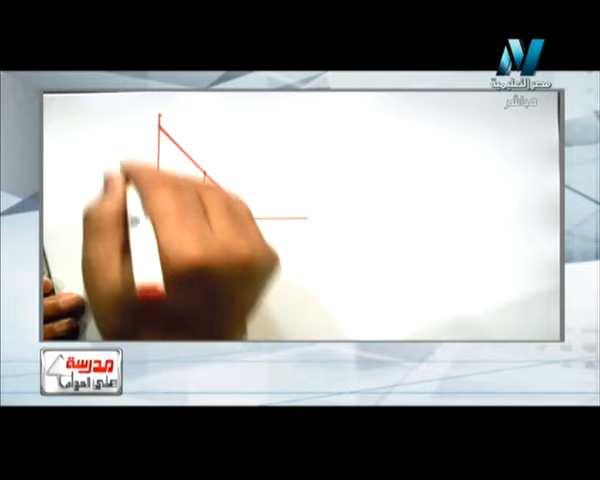 مصر التعليمية
مباشر
مدرسة
على الهواء